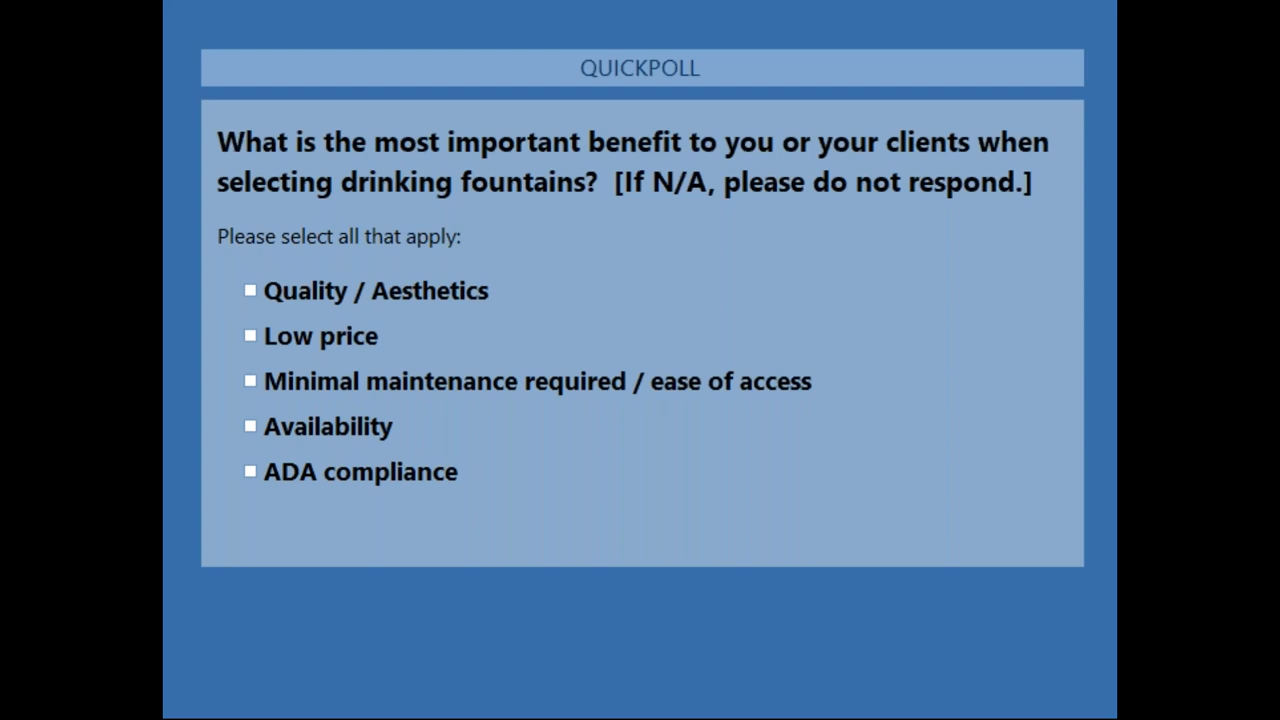 QUICKPOLL
What is the most important benefit to you or your clients when
selecting drinking fountains?  [If N/A, please do not respond.]
Please select all that apply:
Quality / Aesthetics
Low price
Minimal maintenance required / ease of access
Availability
ADA compliance